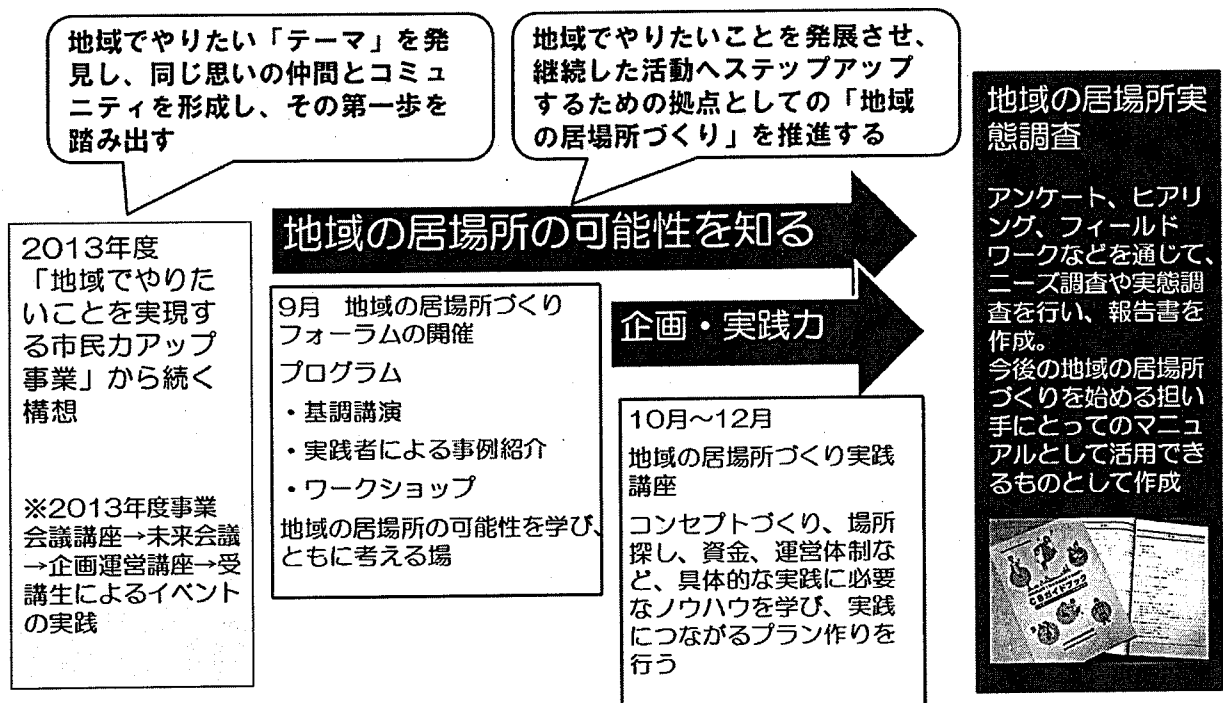 地域でやりたい「テーマ」を発
見し、同じ思いの仲間とコミュ
ニティを形成し、その第一歩を
踏み出す
地域でやりたいことを発展させ、
継続した活動へステップアップ
するための拠点としての「地域
の居場所づくり」を推進する
2013年度
「地域でやりた
いことを実現す
る市民力アップ
事業」から続く
構想
※2013年度事業
会議講座→未来会議
→企画運営講座→受
講生によるイベント
の実践
地域の居場所の可能性を知る
9月 地域の居場所づくり
フォーラムの開催
プログラム
・基調講演
・実践者による事例紹介
・ワークショップ
地域の居場所の可能性を学び、
ともに考える場
企画・実践力
10月～12月
地域の居場所づくり実践
講座
コンセプトづくり、場所
探し、資金、運営体制な
ど、具体的な実践に必要
なノウハウを学び、実践
につながるプラン作りを
行う
地域の居場所実
態調査
アンケート、ヒアリ
ング、フィールド
ワークなどを通じて、
ニーズ調査や実態調
査を行い、報告書を
作成。
今後の地域の居場所
づくりを始める担い
手にとってのマニュ
アルとして活用でき
るものとして作成
CBガイドブック